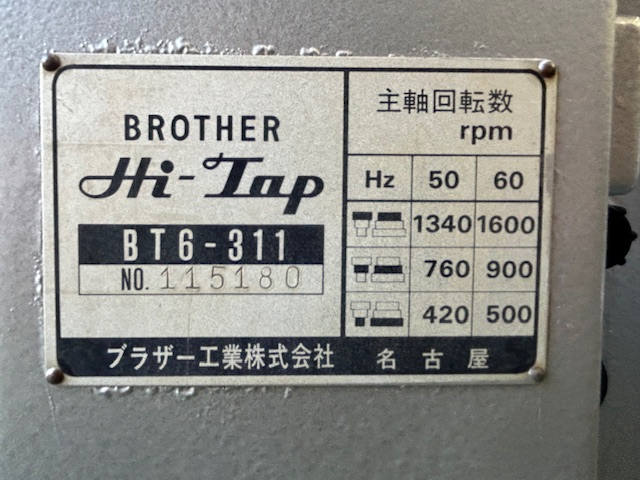 BROTHER
Hi-Tap
BT6-311
NO. 115180
主軸回転数
rpm
Hz 50 60
1340 1600
760 900
420 500
ブラザー工業株式会社 名古屋